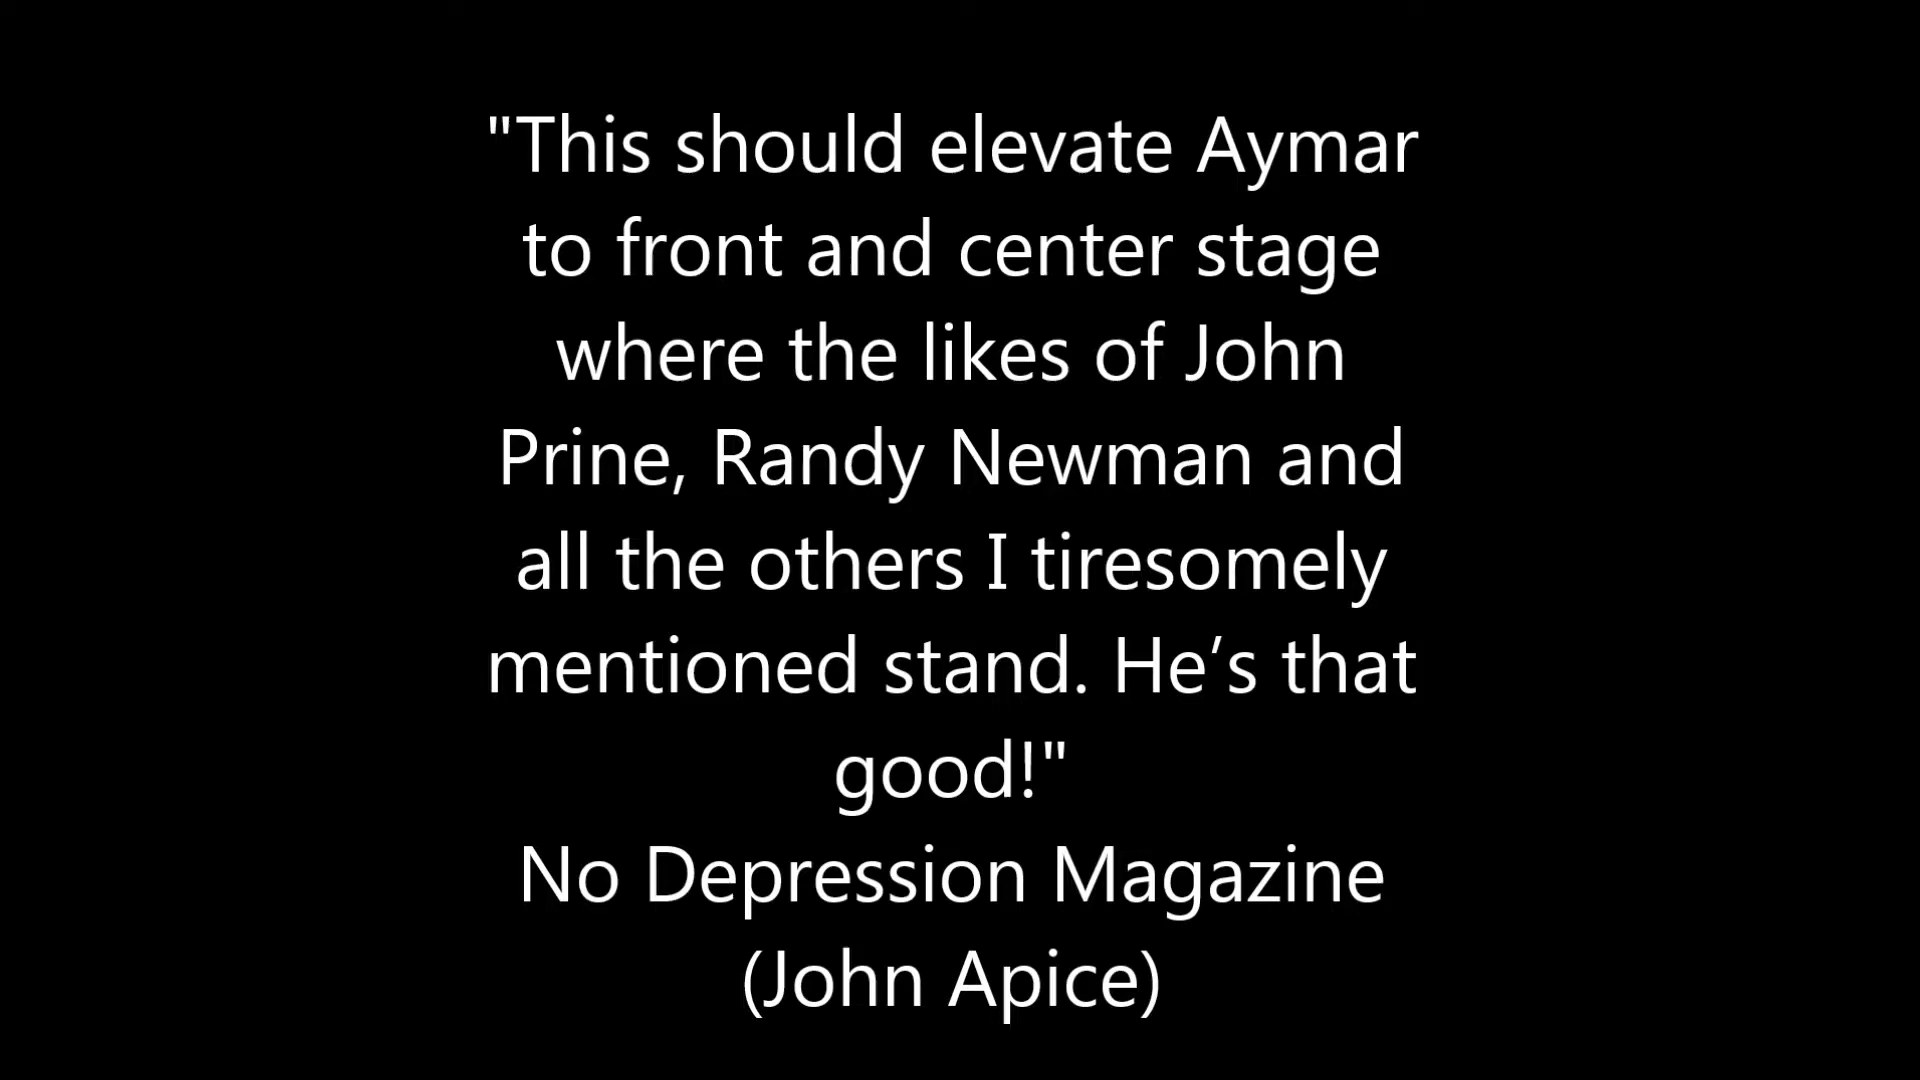 "This should elevate Aymar
to front and center stage
where the likes of John
Prine, Randy Newman and
all the others I tiresomely
mentioned stand. He’s that
good!"
No Depression Magazine
(John Apice)